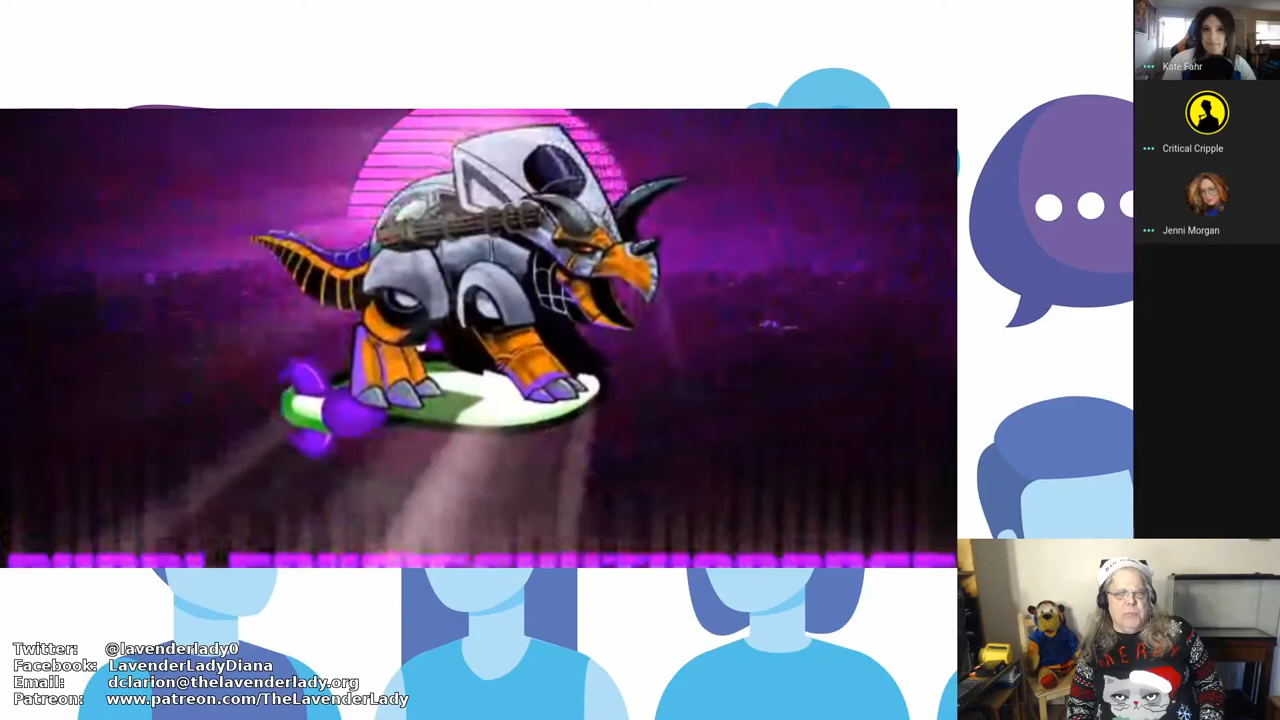 Kate Fahr
Critical Cripple
Jenni Morgan
Twitter: @lavenderlady0
Facebook: LavenderLadyDiana
Email: dclarion@thelavenderlady.org
Patreon: www.patreon.com/TheLavenderLady
MERRY